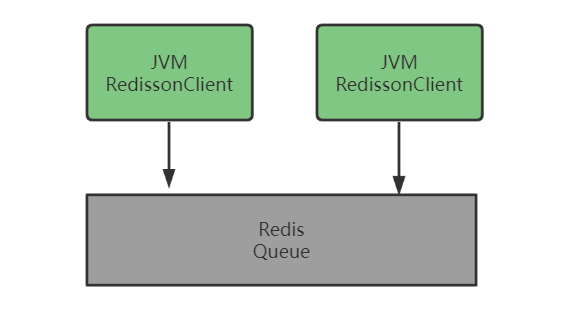 JVM
RedissonClient
JVM
RedissonClient
Redis
Queue